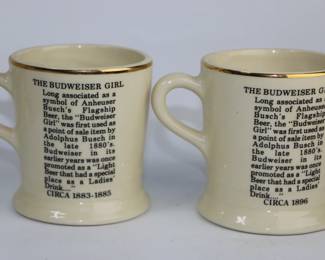 THE BUDWEISER GIRL
Long associated as a
symbol of Anheuser
Busch's Flagship
Beer, the "Budweiser
Girl" was first used as
a point of sale item by
Adolphus Busch in
the late 1880's.
Budweiser in its
earlier years was once
promoted as a "Light
Beer that had a special
place as a Ladies'
Drink..."
CIRCA 1883-1885
THE BUDWEISER GIRL
Long associated as a
symbol of Anheuser
Busch's Flagship
Beer, the "Budweiser
Girl" was first used as
a point of sale item by
Adolphus Busch in
the late 1880's.
Budweiser in its
earlier years was once
promoted as a "Light
Beer that had a special
place as a Ladies'
Drink..."
CIRCA 1896